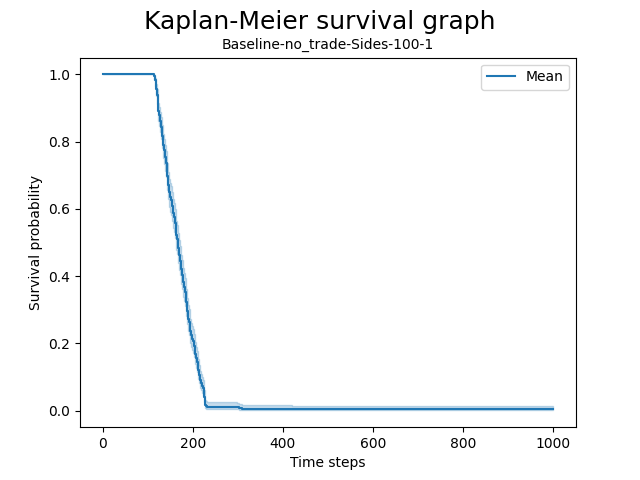 Kaplan-Meier survival graph
Baseline-no_trade-Sides-100-1
Mean
1.0
0.8
0.6
0.4
0.2
0.0
Survival probability
0 200 400 600 800 1000
Time steps